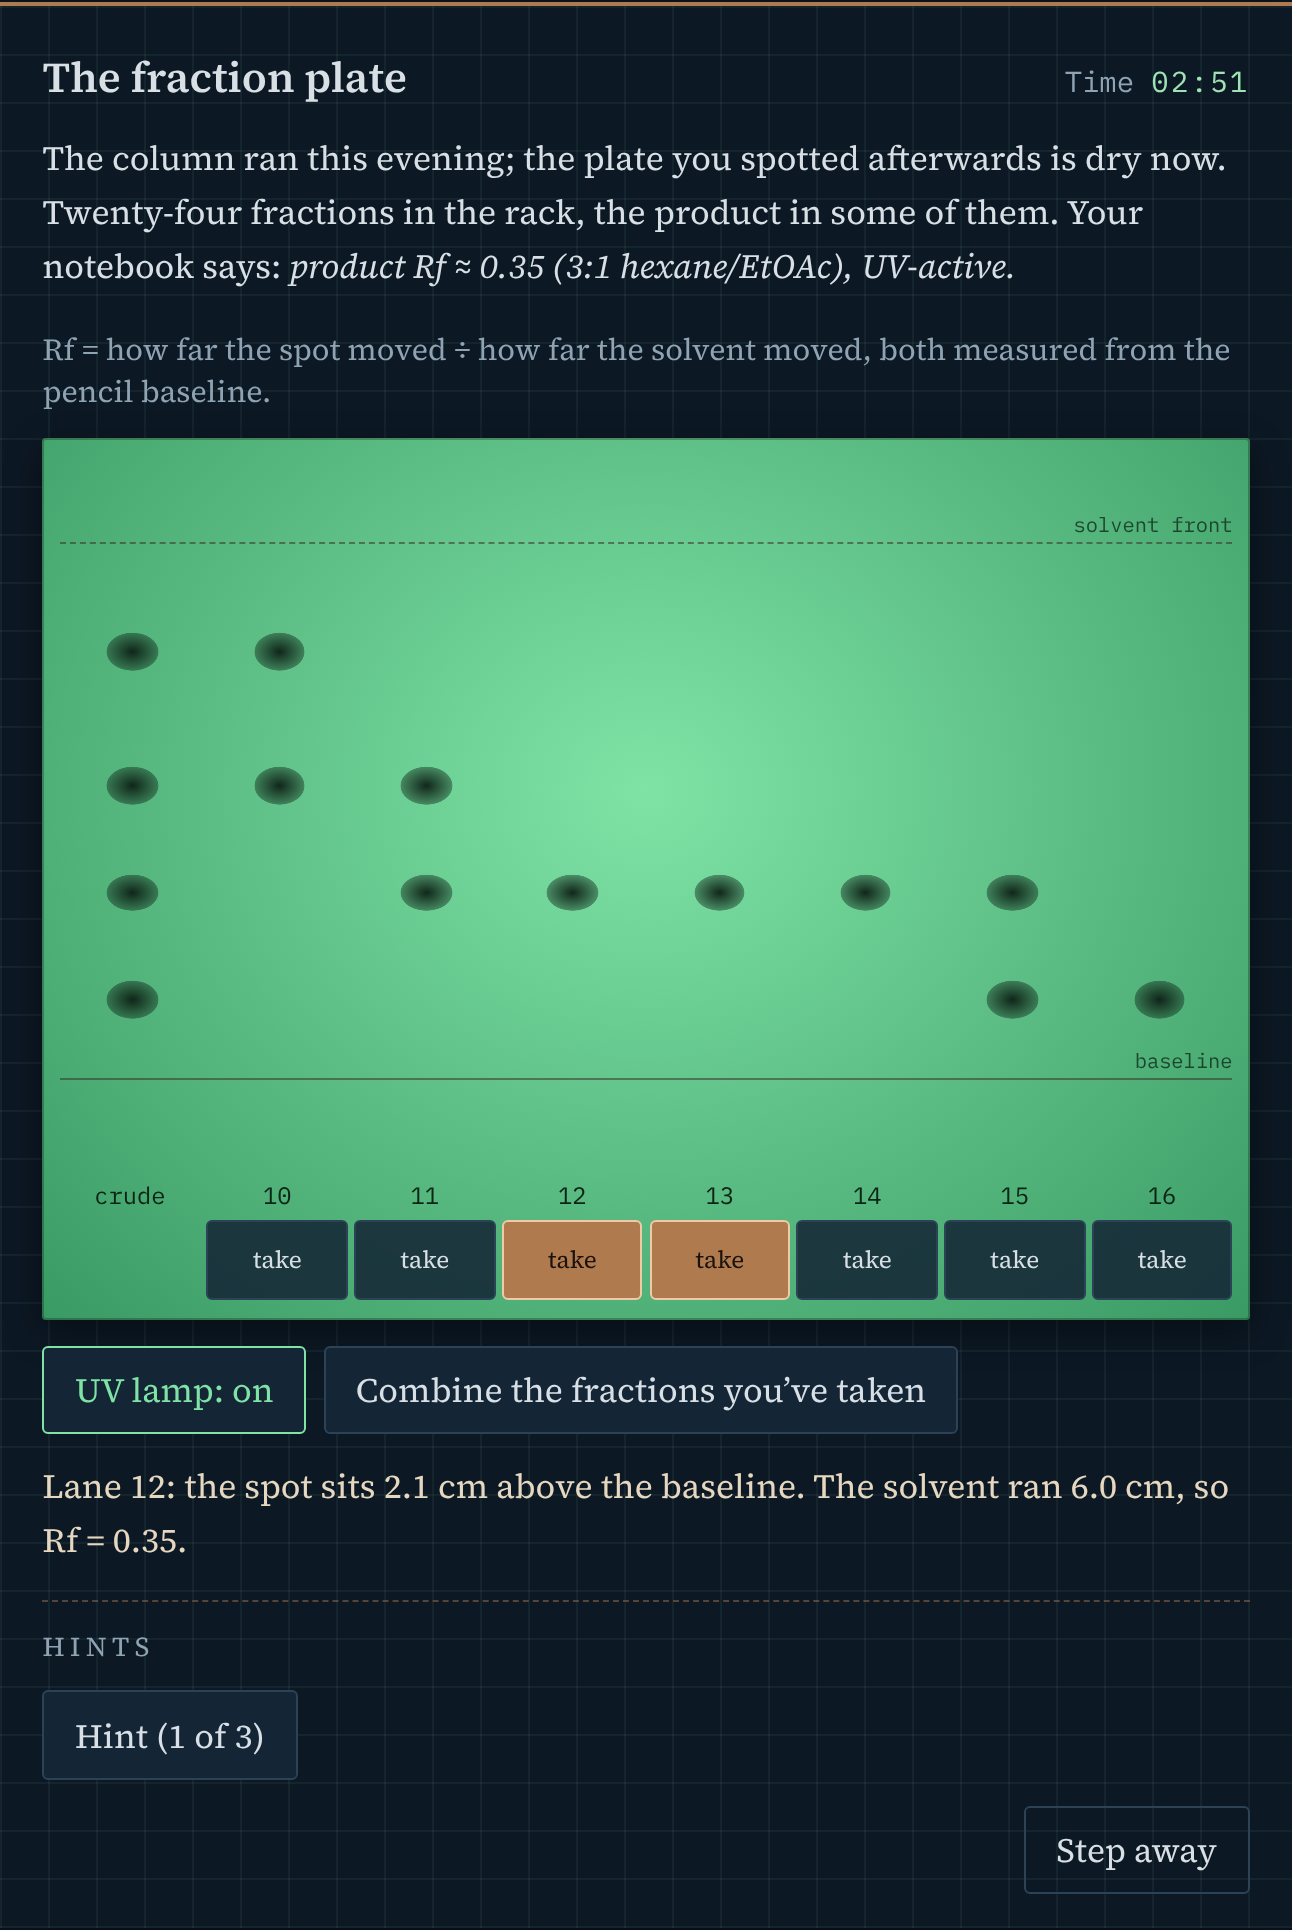 The fraction plate
Time 02:51
The column ran this evening; the plate you spotted afterwards is dry now.
Twenty-four fractions in the rack, the product in some of them. Your
notebook says: product Rf ≈ 0.35 (3:1 hexane/EtOAc), UV-active.
Rf = how far the spot moved ÷ how far the solvent moved, both measured from the
pencil baseline.
solvent front
baseline
crude 10 11 12 13 14 15 16
take take take take take take take
UV lamp: on
Combine the fractions you’ve taken
Lane 12: the spot sits 2.1 cm above the baseline. The solvent ran 6.0 cm, so
Rf = 0.35.
HINTS
Hint (1 of 3)
Step away